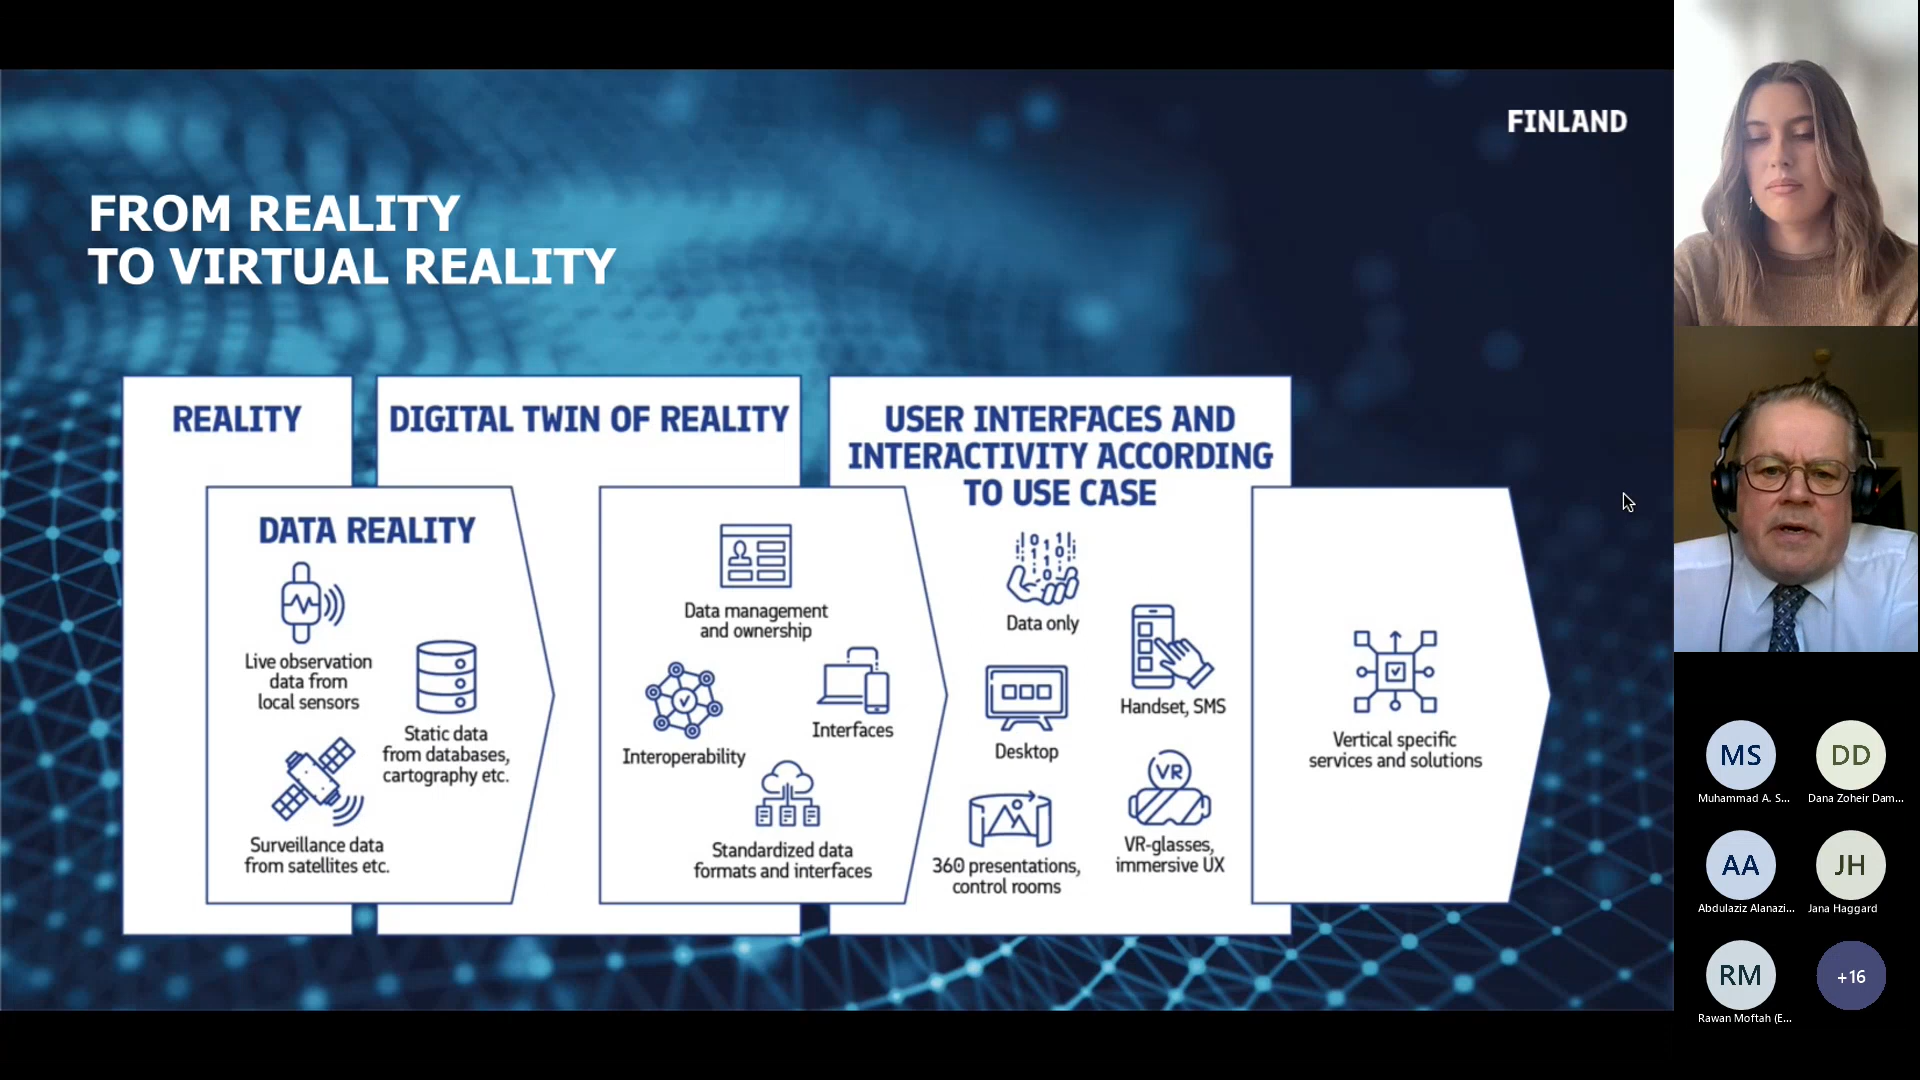 FINLAND
FROM REALITY
TO VIRTUAL REALITY
REALITY
DATA REALITY
Live observation
data from
local sensors
Static data
from databases,
cartography etc.
Surveillance data
from satellites etc.
DIGITAL TWIN OF REALITY
Data management
and ownership
Interoperability
Interfaces
Standardized data
formats and interfaces
USER INTERFACES AND
INTERACTIVITY ACCORDING
TO USE CASE
Data only
Handset, SMS
Desktop
VR
VR-glasses,
immersive UX
360 presentations,
control rooms
Vertical specific
services and solutions
MS
Muhammad A. S...
DD
Dana Zoheir Dam...
AA
Abdulaziz Alanazi...
JH
Jana Haggard
RM
Rawan Moftah (E...
+16